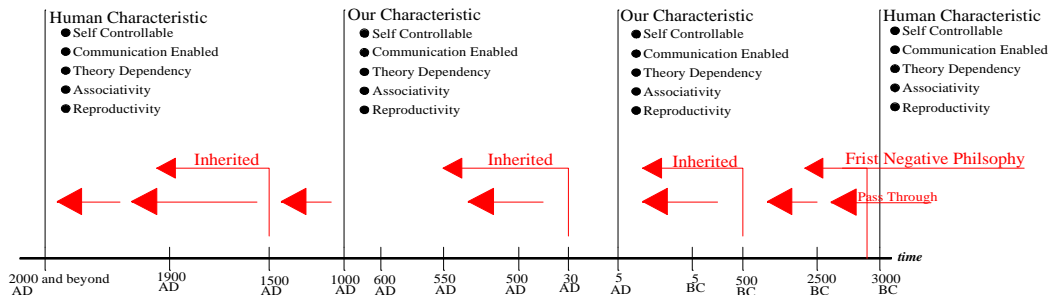 Human Characteristic
Self Controllable
Communication Enabled
Theory Dependency
Associativity
Reproductivity
Our Characteristic
Self Controllable
Communication Enabled
Theory Dependency
Associativity
Reproductivity
Our Characteristic
Self Controllable
Communication Enabled
Theory Dependency
Associativity
Reproductivity
Human Characteristic
Self Controllable
Communication Enabled
Theory Dependency
Associativity
Reproductivity
Inherited
Inherited
Inherited
Frist Negative Philsophy
Pass Through
time
2000 and beyond
AD
1900
AD
1500
AD
1000
AD
600
AD
550
AD
500
AD
30
AD
5
AD
5
BC
500
BC
2500
BC
3000
BC